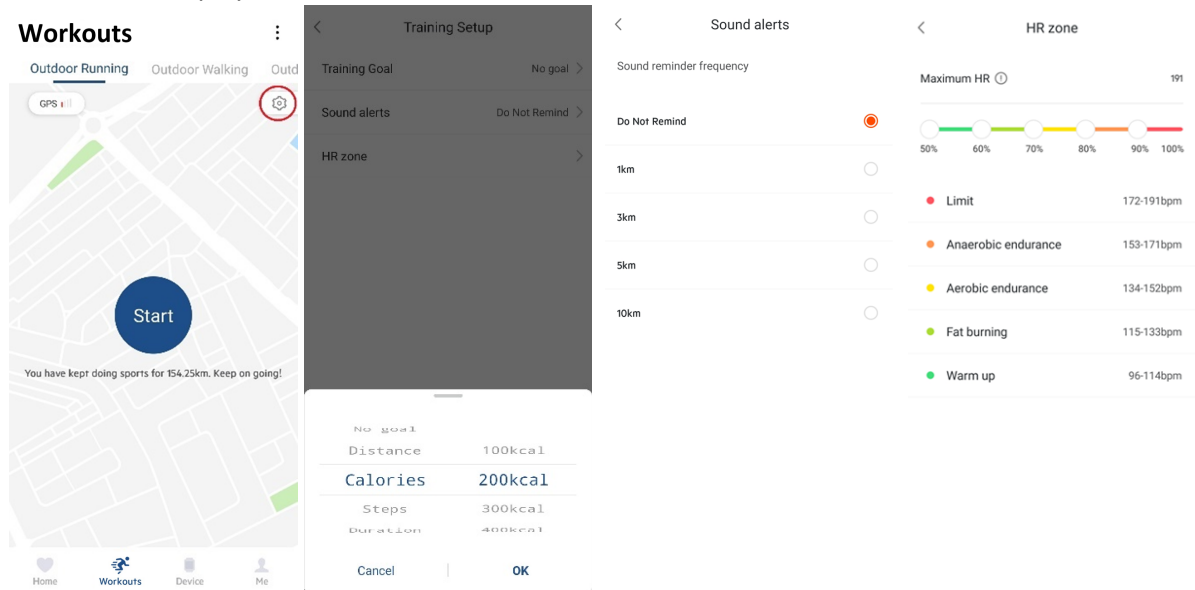 Workouts
Outdoor Running Outdoor Walking Outd
GPS
Start
You have kept doing sports for 154.25km. Keep on going!
Home Workouts Device Me
Training Setup
Training Goal No goal
Sound alerts Do Not Remind
HR zone
No goal
Distance 100kcal
Calories 200kcal
Steps 300kcal
Duration 400kcal
Cancel OK
Sound alerts
Sound reminder frequency
Do Not Remind
1km
3km
5km
10km
HR zone
Maximum HR 191
50% 60% 70% 80% 90% 100%
Limit 172-191bpm
Anaerobic endurance 153-171bpm
Aerobic endurance 134-152bpm
Fat burning 115-133bpm
Warm up 96-114bpm